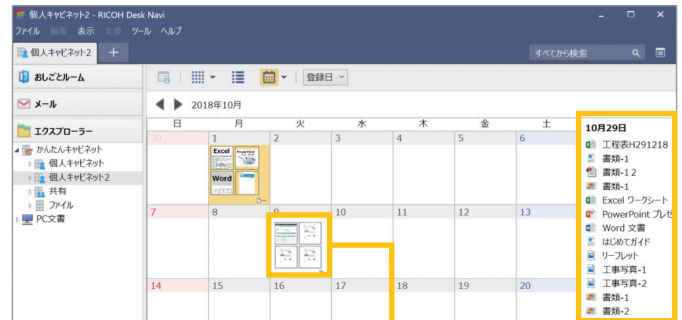 個人キャビネット2 - RICOH Desk Navi
ファイル 編集 表示 文書 ツール ヘルプ
個人キャビネット2 +
すべてから検索
おしごとルーム
登録日
メール
2018年10月
エクスプローラー
日 月 火 水 木 金 土
かんたんキャビネット
個人キャビネット
個人キャビネット2
共有
ファイル
PC文書
30 1 2 3 4 5 6
Excel PowerPoint
Word
7 8 9 10 11 12 13
14 15 16 17 18 19 20
10月29日
工程表H291218
書類-1
書類-1 2
書類-1
Excel ワークシート
PowerPoint プレゼ
Word 文書
はじめてガイド
リーフレット
工事写真-1
工事写真-2
書類-1
書類-2